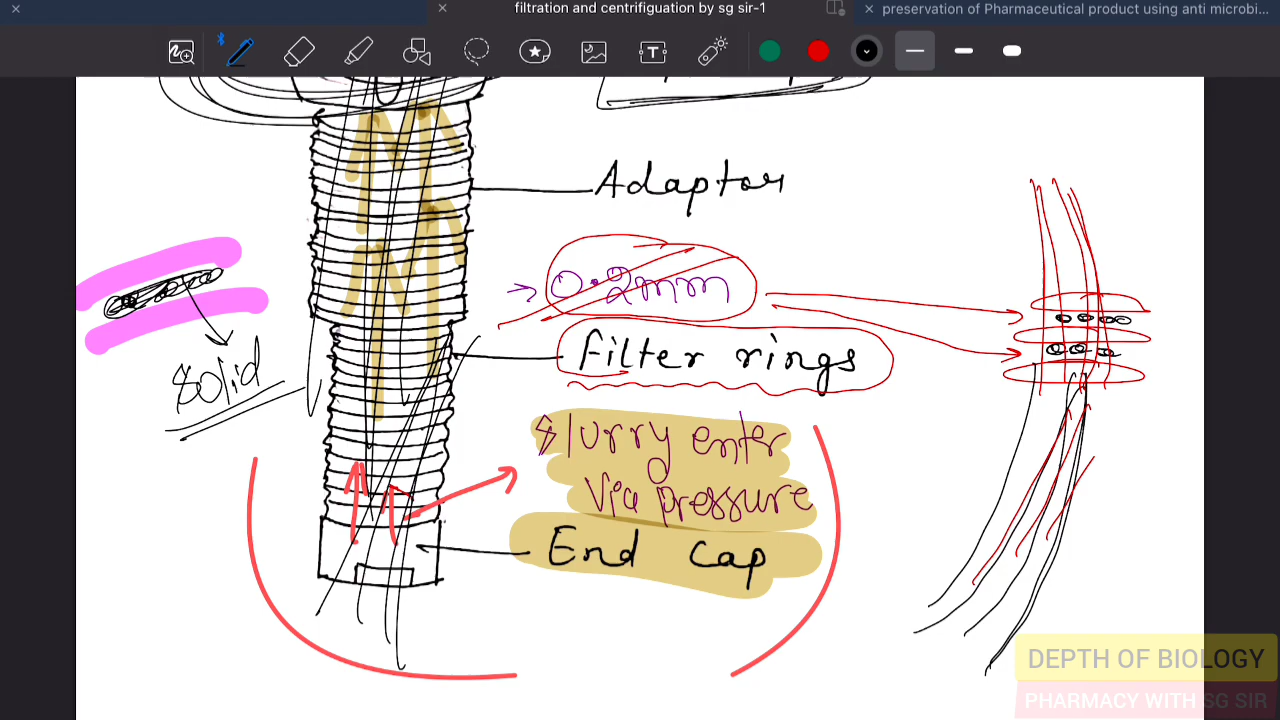 filtration and centrifiguation by sg sir-1
preservation of Pharmaceutical product using anti microbi...
Adaptor
0.2mm
filter rings
solid
slurry enter
Via pressure
End cap
DEPTH OF BIOLOGY
PHARMACY WITH SG SIR